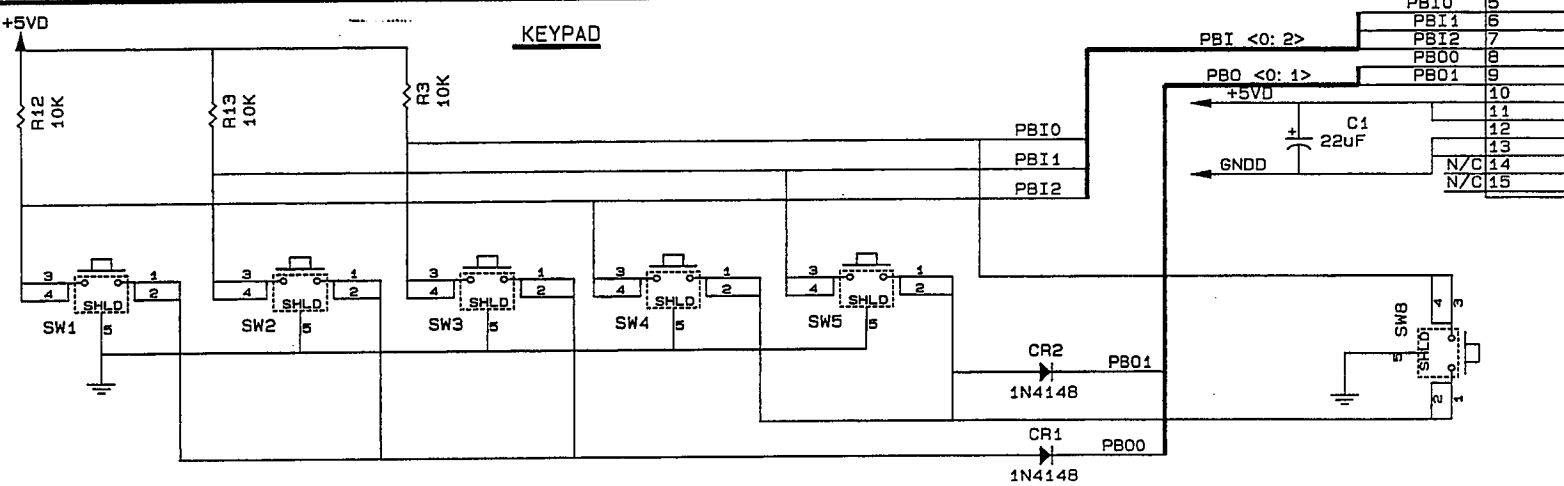 +5VD
KEYPAD
R12
10K
R13
10K
R3
10K
PBI0
PBI1
PBI2
PBI <0:2>
PBO <0:1>
PBI0 5
PBI1 6
PBI2 7
PBO0 8
PBO1 9
10
11
12
13
N/C 14
N/C 15
+5VD
C1
+
22uF
GNDD
3 1
4 2
SHLD
5
SW1
3 1
4 2
SHLD
5
SW2
3 1
4 2
SHLD
5
SW3
3 1
4 2
SHLD
5
SW4
3 1
4 2
SHLD
5
SW5
CR2
1N4148
PBO1
CR1
1N4148
PBO0
4 3
SW8
SHLD
5
2 1